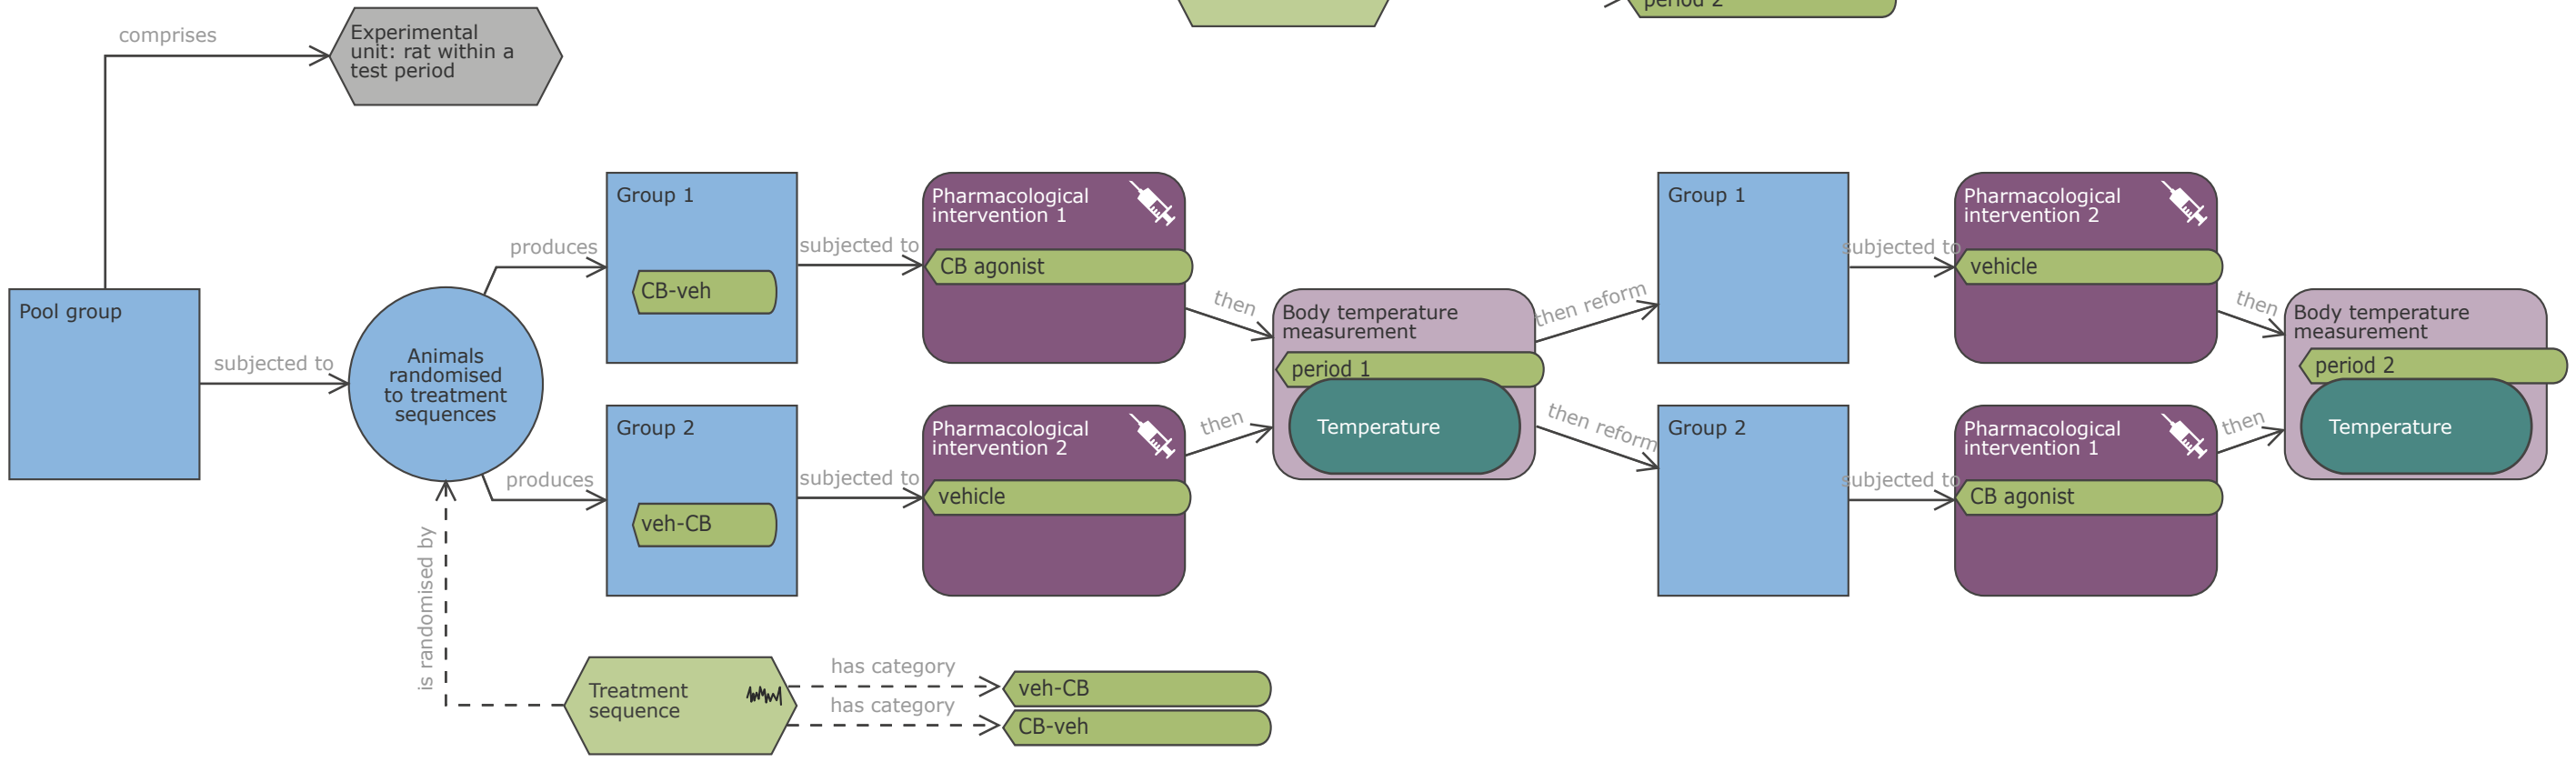 period 2
comprises
Experimental
unit: rat within a
test period
Pool group
subjected to
Animals
randomised
to treatment
sequences
produces
produces
Group 1
CB-veh
Group 2
veh-CB
subjected to
subjected to
Pharmacological
intervention 1
CB agonist
Pharmacological
intervention 2
vehicle
then
then
Body temperature
measurement
period 1
Temperature
then reform
then reform
Group 1
Group 2
subjected to
subjected to
Pharmacological
intervention 2
vehicle
Pharmacological
intervention 1
CB agonist
then
then
Body temperature
measurement
period 2
Temperature
is randomised by
Treatment
sequence
has category
has category
veh-CB
CB-veh